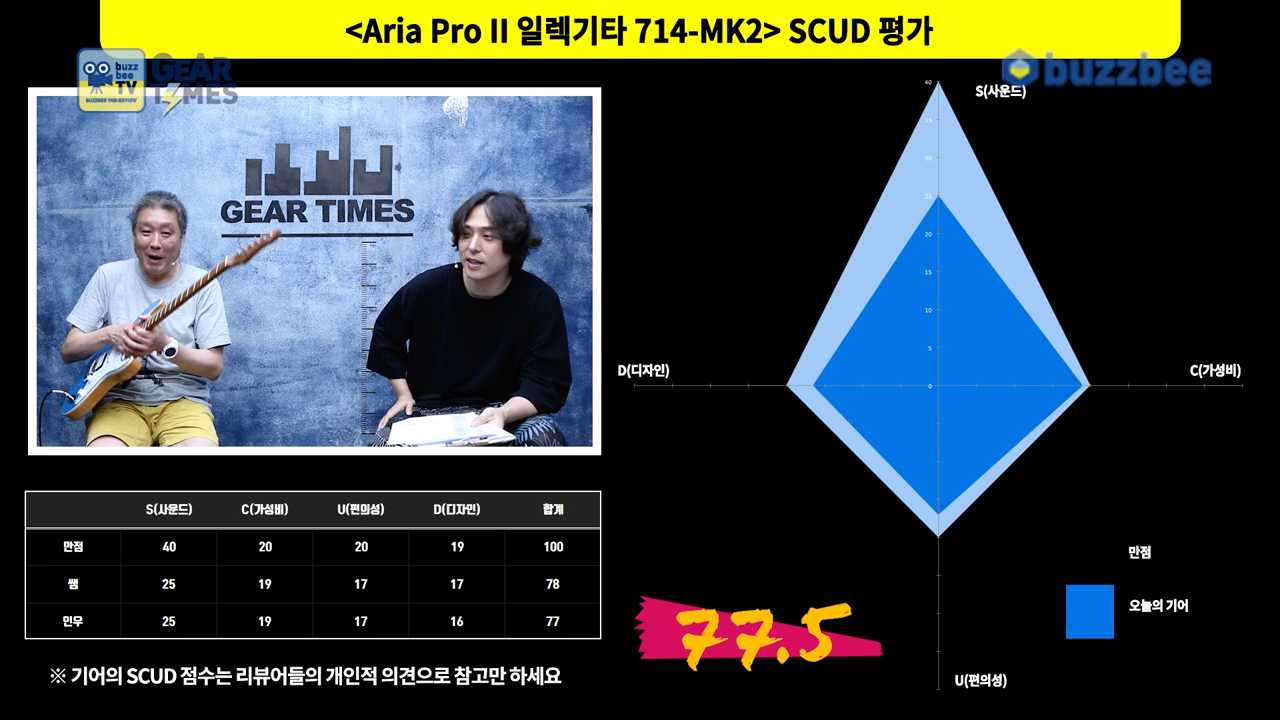 <Aria Pro II 일렉기타 714-MK2> SCUD 평가
buzz
bee
TV
BUZZBEE VOD REVIEW
GEAR
TIMES
buzzbee
GEAR TIMES
S(사운드)
40
35
30
25
20
15
10
5
0
D(디자인)
C(가성비)
U(편의성)
만점
오늘의 기어
S(사운드) C(가성비) U(편의성) D(디자인) 합계
만점 40 20 20 19 100
쌤 25 19 17 17 78
민우 25 19 17 16 77
77.5
※ 기어의 SCUD 점수는 리뷰어들의 개인적 의견으로 참고만 하세요